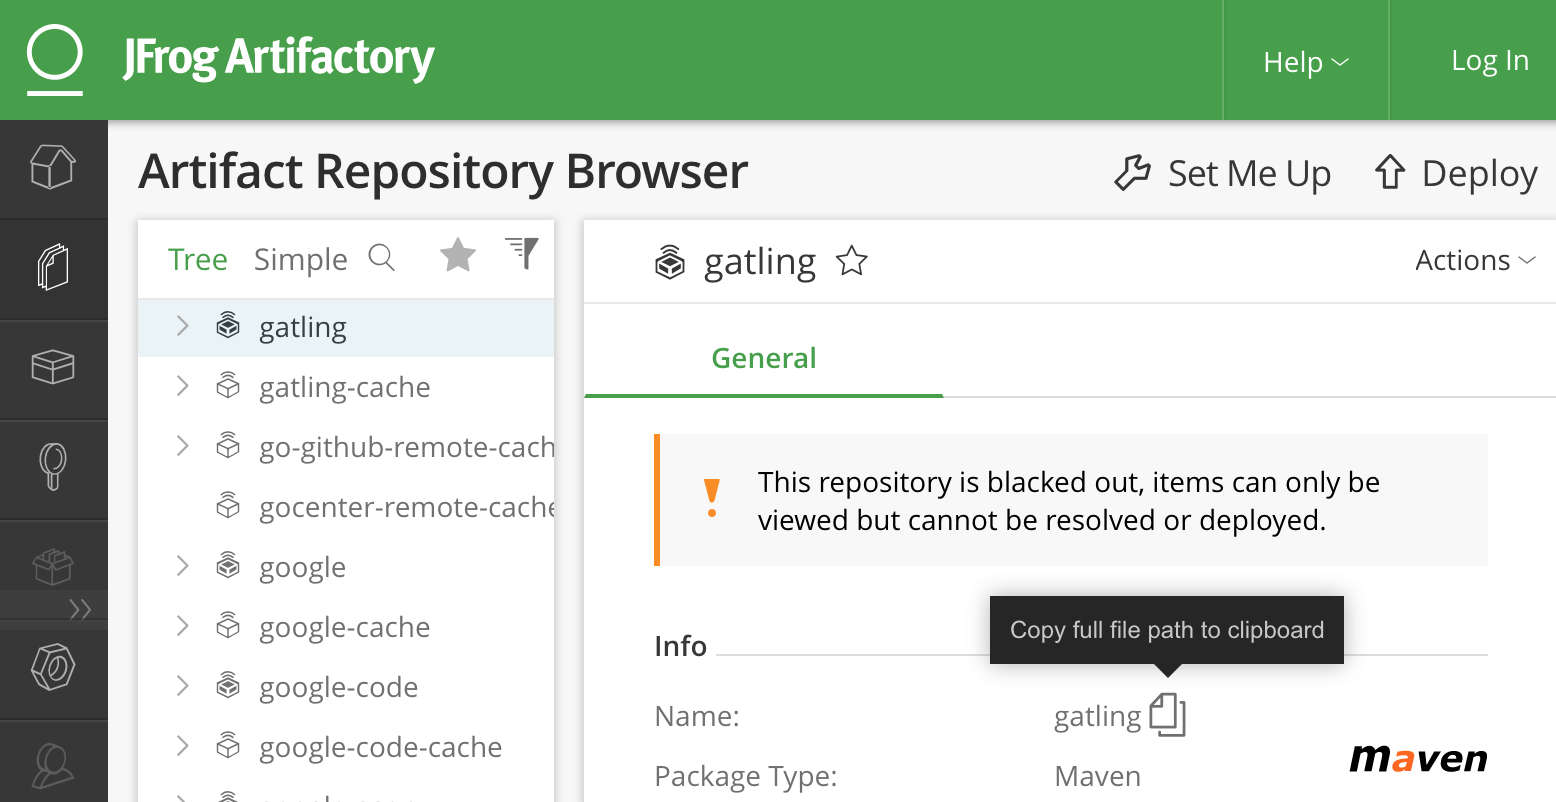 JFrog Artifactory
Help
Log In
Artifact Repository Browser
Set Me Up
Deploy
Tree
Simple
gatling
gatling-cache
go-github-remote-cach
gocenter-remote-cache
google
google-cache
google-code
google-code-cache
gatling
Actions
General
This repository is blacked out, items can only be
viewed but cannot be resolved or deployed.
Copy full file path to clipboard
Info
Name:
gatling
Package Type:
Maven
maven